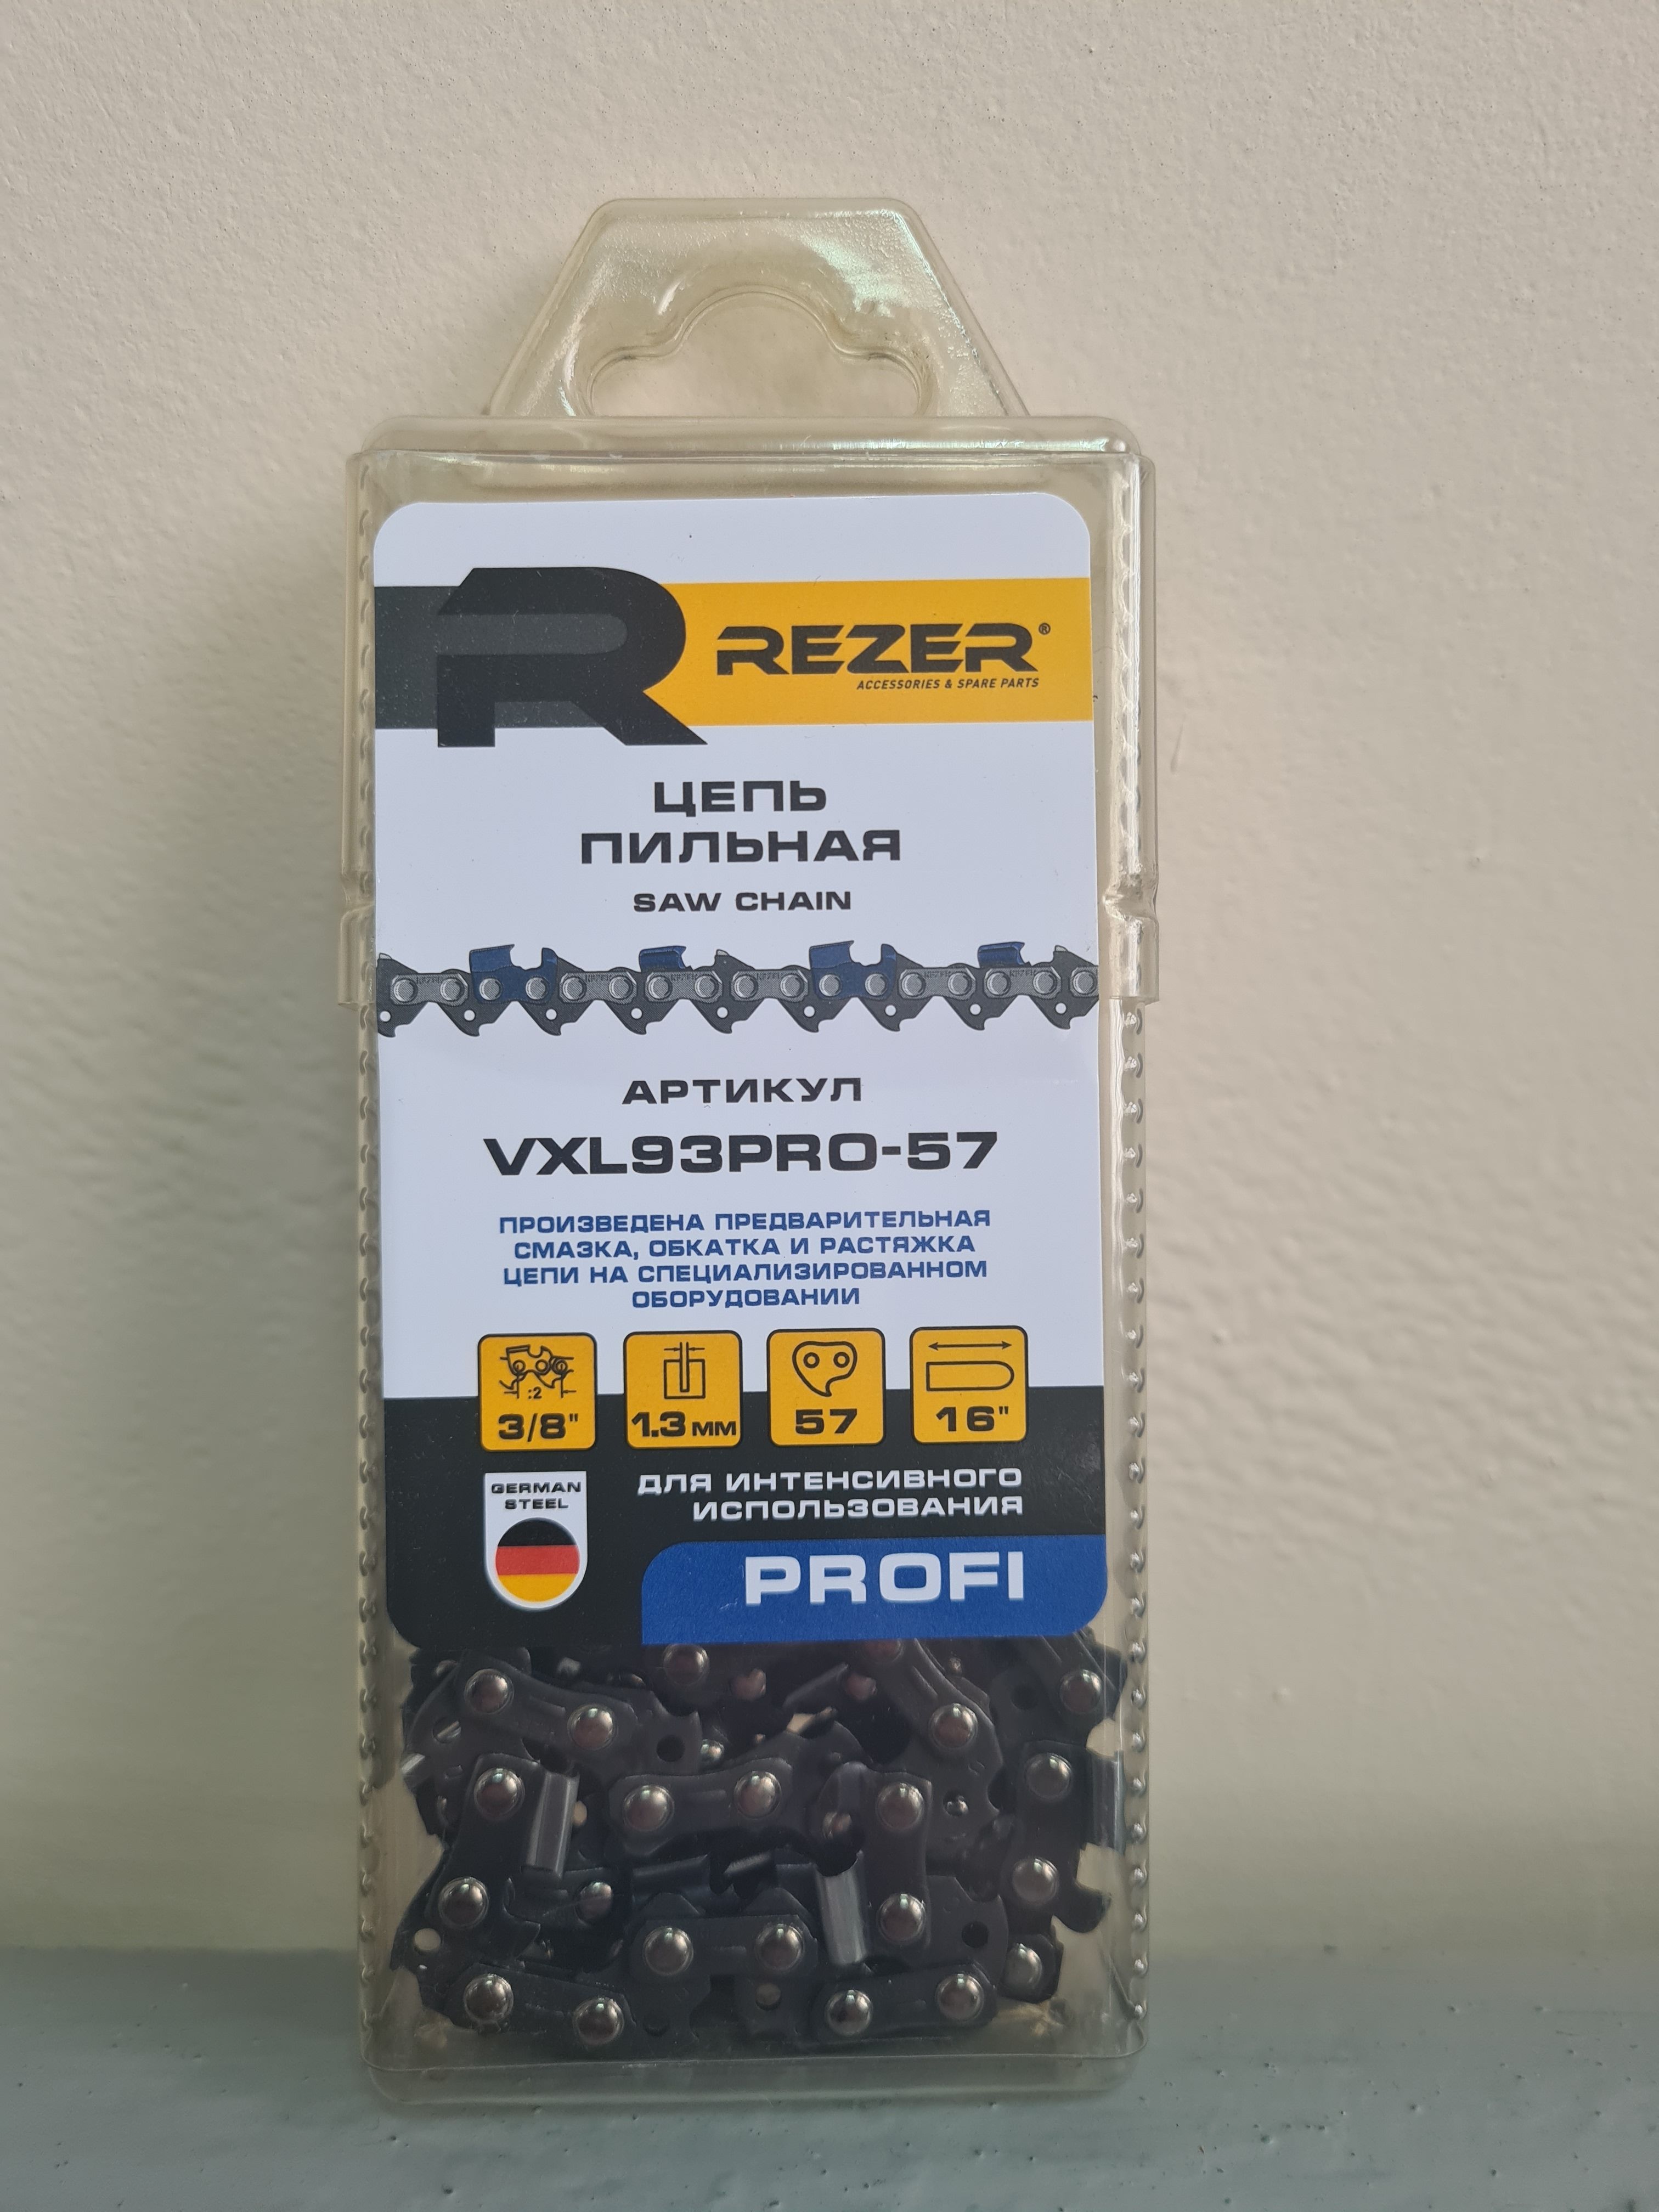 REZER®
ACCESSORIES & SPARE PARTS
ЦЕПЬ
ПИЛЬНАЯ
SAW CHAIN
АРТИКУЛ
VXL93PRO-57
ПРОИЗВЕДЕНА ПРЕДВАРИТЕЛЬНАЯ
СМАЗКА, ОБКАТКА И РАСТЯЖКА
ЦЕПИ НА СПЕЦИАЛИЗИРОВАННОМ
ОБОРУДОВАНИИ
:2
3/8" 1.3 ММ 57 16"
GERMAN
STEEL
ДЛЯ ИНТЕНСИВНОГО
ИСПОЛЬЗОВАНИЯ
PROFI